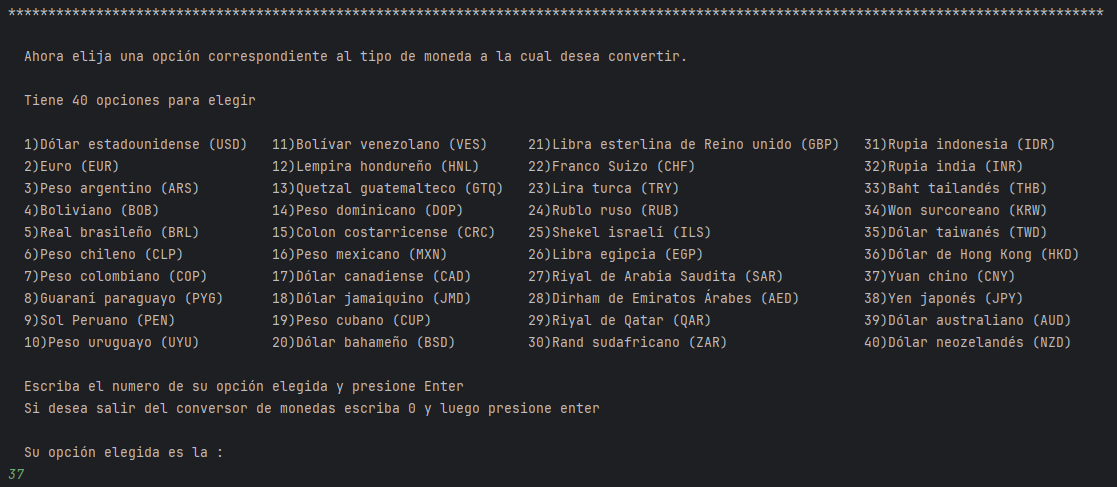 *****************************************************************************************************************************************
Ahora elija una opción correspondiente al tipo de moneda a la cual desea convertir.
Tiene 40 opciones para elegir
1)Dólar estadounidense (USD)   11)Bolívar venezolano (VES)     21)Libra esterlina de Reino unido (GBP)   31)Rupia indonesia (IDR)
2)Euro (EUR)                   12)Lempira hondureño (HNL)      22)Franco Suizo (CHF)                     32)Rupia india (INR)
3)Peso argentino (ARS)         13)Quetzal guatemalteco (GTQ)   23)Lira turca (TRY)                       33)Baht tailandés (THB)
4)Boliviano (BOB)              14)Peso dominicano (DOP)        24)Rublo ruso (RUB)                       34)Won surcoreano (KRW)
5)Real brasileño (BRL)         15)Colon costarricense (CRC)    25)Shekel israelí (ILS)                   35)Dólar taiwanés (TWD)
6)Peso chileno (CLP)           16)Peso mexicano (MXN)          26)Libra egipcia (EGP)                    36)Dólar de Hong Kong (HKD)
7)Peso colombiano (COP)        17)Dólar canadiense (CAD)       27)Riyal de Arabia Saudita (SAR)          37)Yuan chino (CNY)
8)Guaraní paraguayo (PYG)      18)Dólar jamaiquino (JMD)       28)Dirham de Emiratos Árabes (AED)        38)Yen japonés (JPY)
9)Sol Peruano (PEN)            19)Peso cubano (CUP)            29)Riyal de Qatar (QAR)                   39)Dólar australiano (AUD)
10)Peso uruguayo (UYU)         20)Dólar bahameño (BSD)         30)Rand sudafricano (ZAR)                 40)Dólar neozelandés (NZD)
Escriba el numero de su opción elegida y presione Enter
Si desea salir del conversor de monedas escriba 0 y luego presione enter
Su opción elegida es la :
37